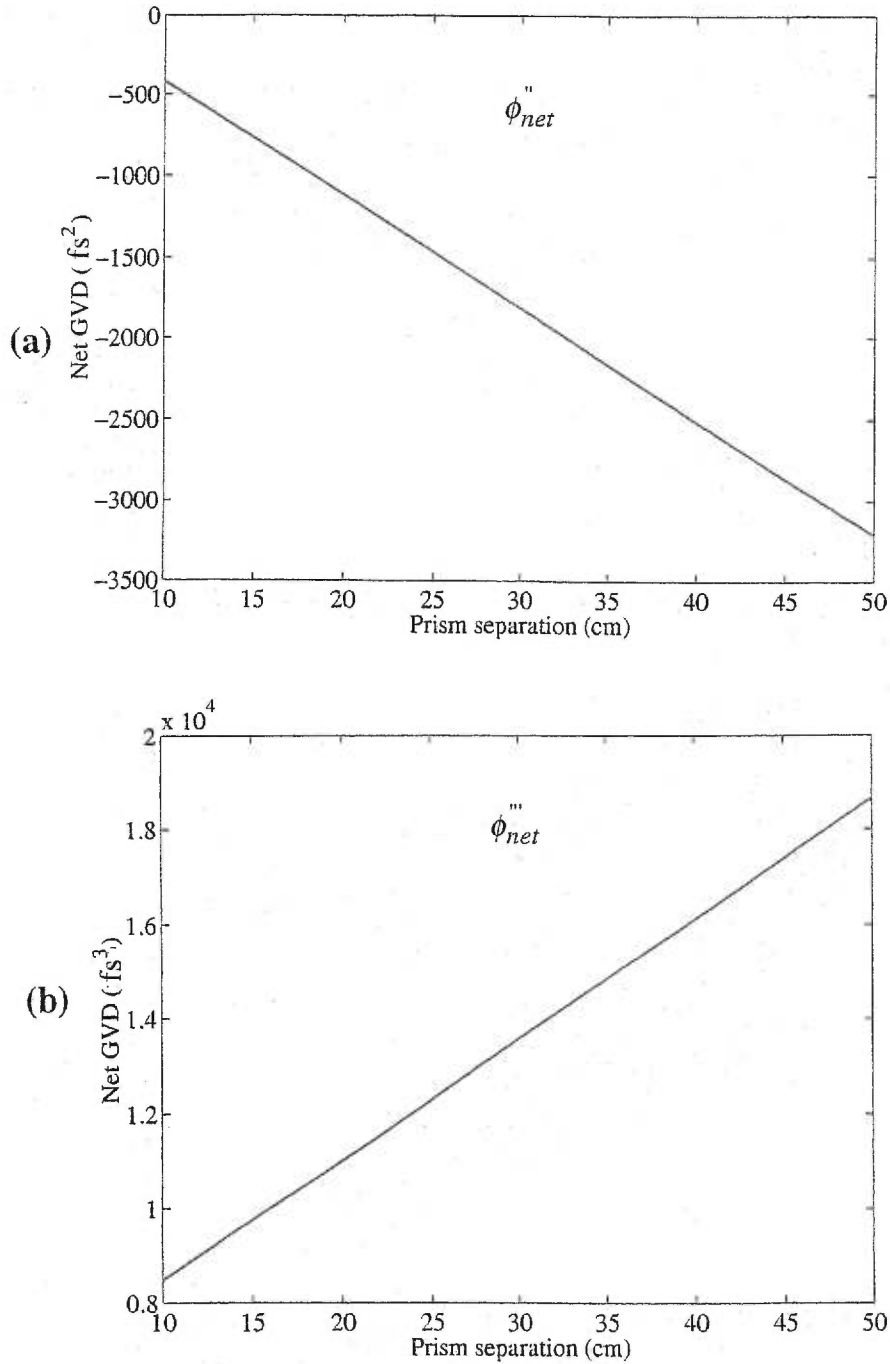 0
−500
−1000
−1500
−2000
−2500
−3000
−3500
Net GVD ( fs²)
(a)
ϕ''net
10 15 20 25 30 35 40 45 50
Prism separation (cm)
x 10⁴
2
1.8
1.6
1.4
1.2
1
0.8
Net GVD ( fs³)
(b)
ϕ'''net
10 15 20 25 30 35 40 45 50
Prism separation (cm)